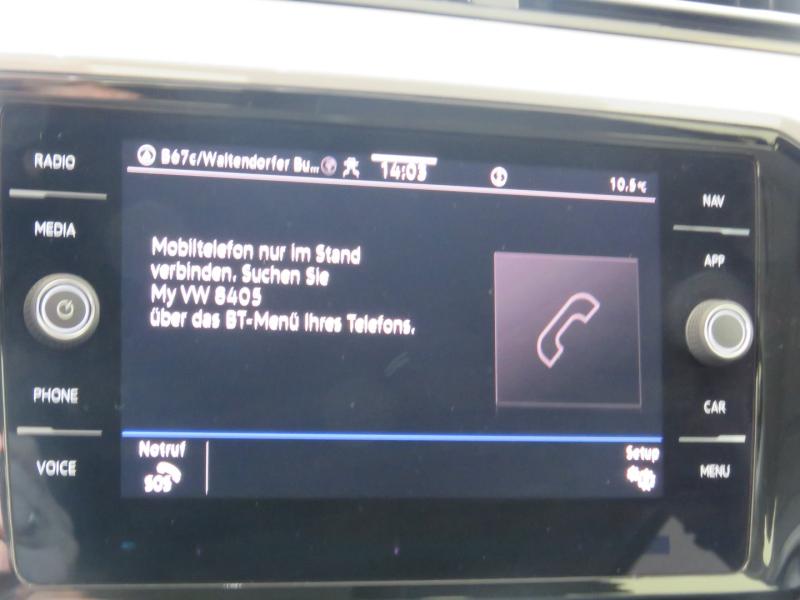 RADIO
MEDIA
PHONE
VOICE
B67c/Waltendorfer Bu... 14:03 10.5°C
Mobiltelefon nur im Stand
verbinden. Suchen Sie
My VW 8405
über das BT-Menü Ihres Telefons.
Notruf
SOS
Setup
NAV
APP
CAR
MENU